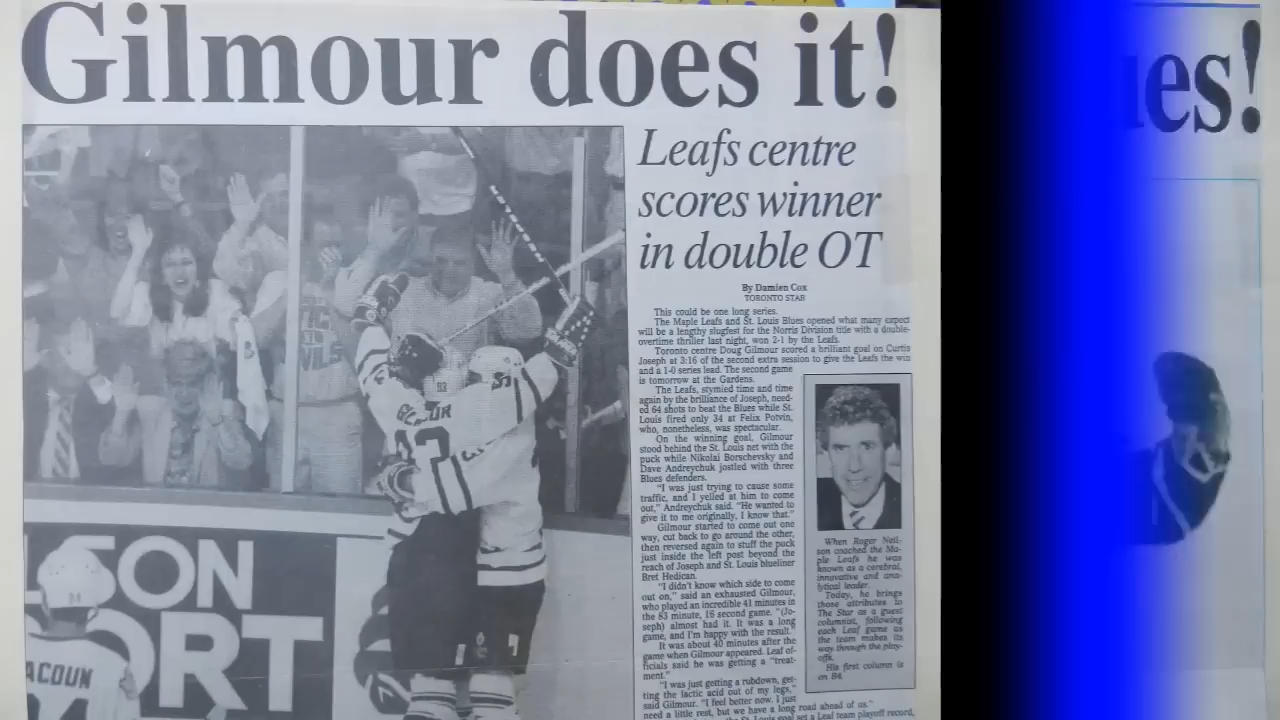 Gilmour does it!
Leafs centre
scores winner
in double OT
By Damien Cox
TORONTO STAR
This could be one long series.
The Maple Leafs and St. Louis Blues opened what many expect
will be a lengthy slugfest for the Norris Division title with a double-
overtime thriller last night, won 2-1 by the Leafs.
Toronto centre Doug Gilmour scored a brilliant goal on Curtis
Joseph at 3:16 of the second extra session to give the Leafs the win
and a 1-0 series lead. The second game
is tomorrow at the Gardens.
The Leafs, stymied time and time
again by the brilliance of Joseph, need-
ed 64 shots to beat the Blues while St.
Louis fired only 34 at Felix Potvin,
who, nonetheless, was spectacular.
On the winning goal, Gilmour
stood behind the St. Louis net with the
puck while Nikolai Borschevsky and
Dave Andreychuk jostled with three
Blues defenders.
"I was just trying to cause some
traffic, and I yelled at him to come
out," Andreychuk said. "He wanted to
give it to me originally, I know that."
Gilmour started to come out one
way, cut back to go around the other,
then reversed again to stuff the puck
just inside the left post beyond the
reach of Joseph and St. Louis blueliner
Bret Hedican.
"I didn't know which side to come
out on," said an exhausted Gilmour,
who played an incredible 41 minutes in
the 83 minute, 16 second game. "(Jo-
seph) almost had it. It was a long
game, and I'm happy with the result."
It was about 40 minutes after the
game when Gilmour appeared. Leaf of-
ficials said he was getting a "treat-
ment."
"I was just getting a rubdown, get-
ting the lactic acid out of my legs,"
said Gilmour. "I feel better now. I just
need a little rest, but we have a long road ahead of us."
St. Louis goal set a Leaf team playoff record,
When Roger Neil-
son coached the Ma-
ple Leafs he was
known as a cerebral,
innovative and ana-
lytical leader.
Today, he brings
those attributes to
The Star as a guest
columnist, following
each Leaf game as
the team makes its
way through the play-
offs.
His first column is
on B4.
SON
ORT
ACOUN
93
VILS
ues!